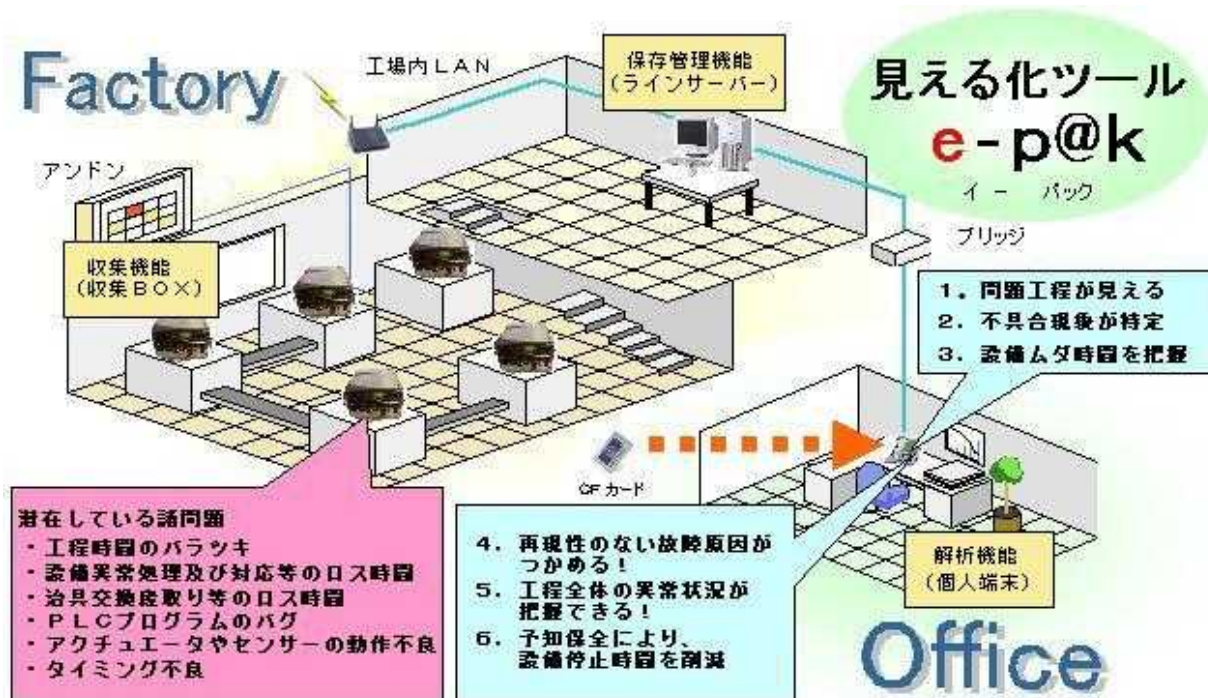 Factory
工場内LAN
保存管理機能
(ラインサーバー)
見える化ツール
e-p@k
イー パック
アンドン
収集機能
(収集BOX)
ブリッジ
1. 問題工程が見える
2. 不具合現後が特定
3. 設備ムダ時間を把握
CFカード
潜在している諸問題
・工程時間のバラツキ
・設備異常処理及び対応等のロス時間
・治具交換段取り等のロス時間
・PLCプログラムのバグ
・アクチュエータやセンサーの動作不良
・タイミング不良
4. 再現性のない故障原因が
つかめる!
5. 工程全体の異常状況が
把握できる!
6. 予知保全により、
設備停止時間を削減
解析機能
(個人端末)
Office